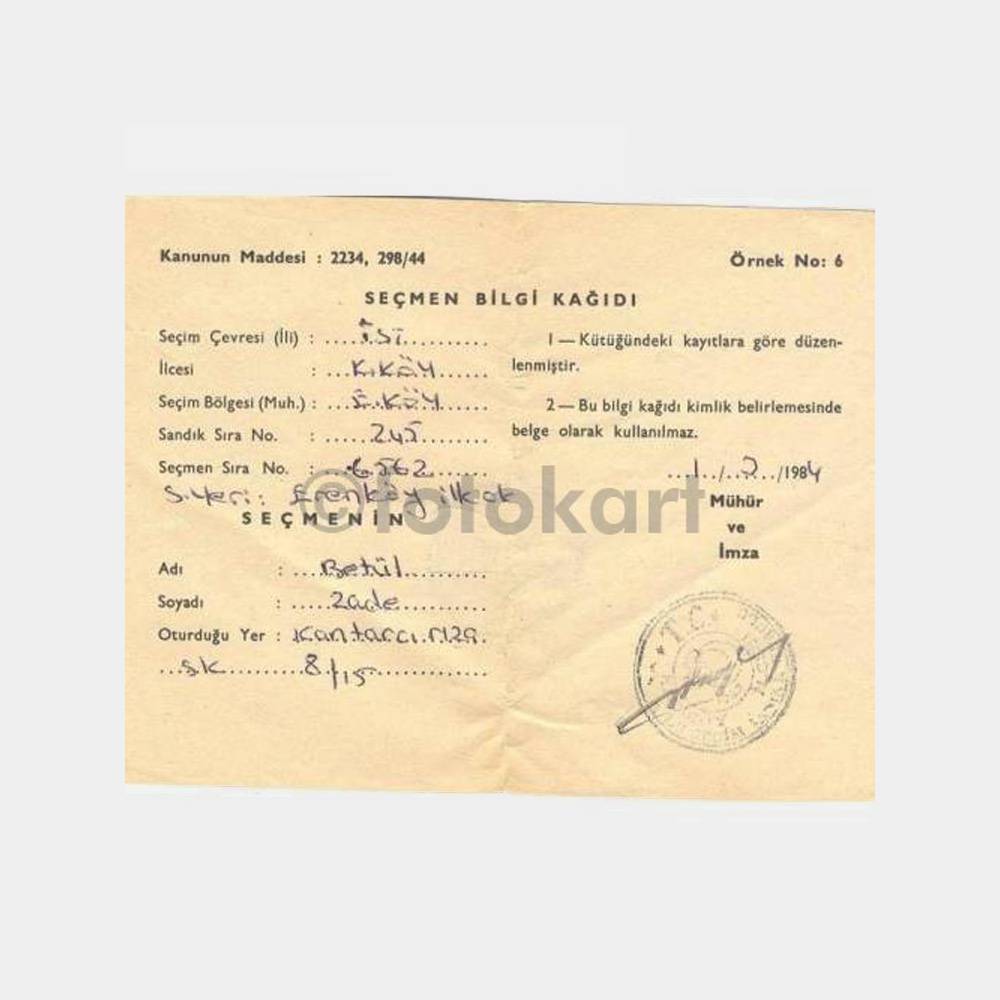 Kanunun Maddesi : 2234, 298/44
Örnek No: 6
SEÇMEN BİLGİ KAĞIDI
Seçim Çevresi (İli) : İST
İlcesi : K.KÖY
Seçim Bölgesi (Muh.) : E.KÖY
Sandık Sıra No. : 245
Seçmen Sıra No. : 6562
S.Yeri: Erenköy ilkok
SEÇMENİN
Adı : Betül
Soyadı : Zade
Oturduğu Yer : Kantarcı
SK 8/15
1 — Kütüğündeki kayıtlara göre düzen-
lenmiştir.
2 — Bu bilgi kağıdı kimlik belirlemesinde
belge olarak kullanılmaz.
1/2/1984
Mühür
ve
İmza
T.C.
©fotokart